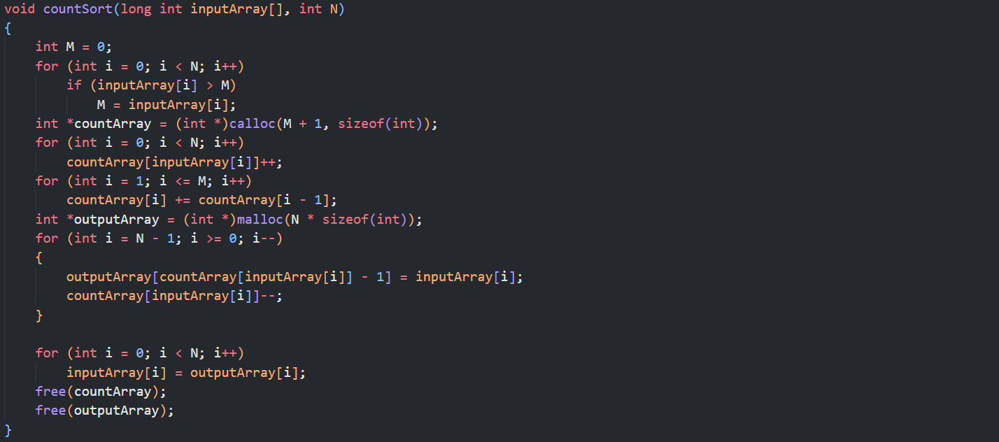 void countSort(long int inputArray[], int N)
{
    int M = 0;
    for (int i = 0; i < N; i++)
        if (inputArray[i] > M)
            M = inputArray[i];
    int *countArray = (int *)calloc(M + 1, sizeof(int));
    for (int i = 0; i < N; i++)
        countArray[inputArray[i]]++;
    for (int i = 1; i <= M; i++)
        countArray[i] += countArray[i - 1];
    int *outputArray = (int *)malloc(N * sizeof(int));
    for (int i = N - 1; i >= 0; i--)
    {
        outputArray[countArray[inputArray[i]] - 1] = inputArray[i];
        countArray[inputArray[i]]--;
    }

    for (int i = 0; i < N; i++)
        inputArray[i] = outputArray[i];
    free(countArray);
    free(outputArray);
}